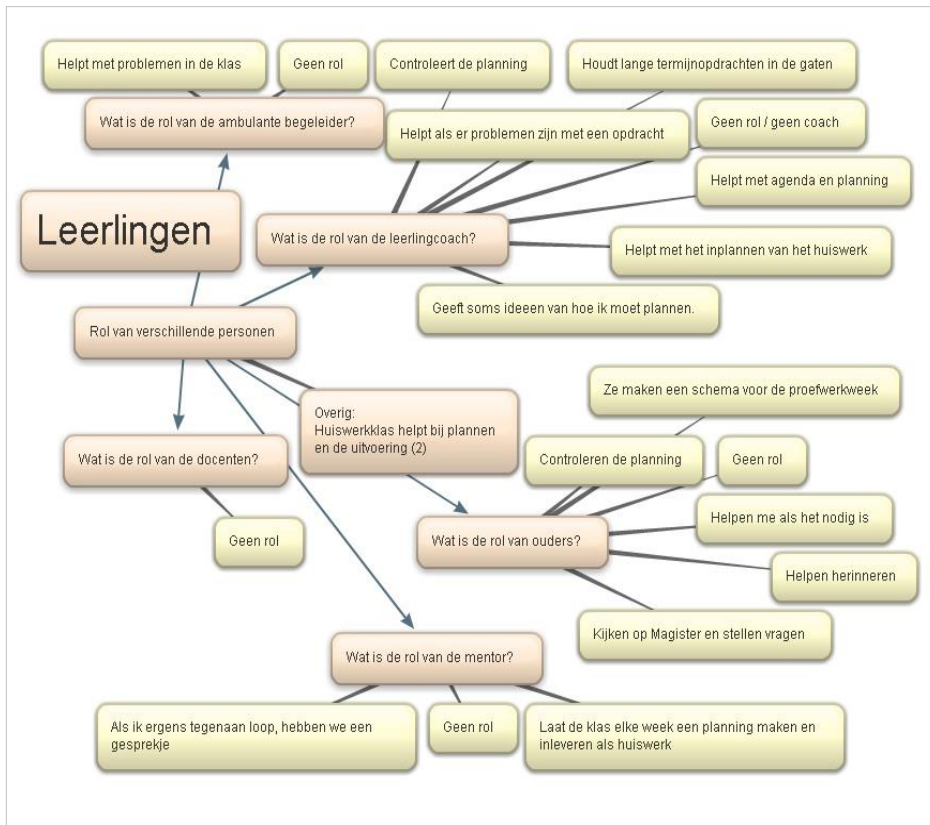 Helpt met problemen in de klas
Geen rol
Controleert de planning
Houdt lange termijnopdrachten in de gaten
Wat is de rol van de ambulante begeleider?
Helpt als er problemen zijn met een opdracht
Geen rol / geen coach
Helpt met agenda en planning
Leerlingen
Wat is de rol van de leerlingcoach?
Helpt met het inplannen van het huiswerk
Geeft soms ideeen van hoe ik moet plannen.
Rol van verschillende personen
Ze maken een schema voor de proefwerkweek
Overig:
Huiswerkklas helpt bij plannen
en de uitvoering (2)
Wat is de rol van de docenten?
Controleren de planning
Geen rol
Helpen me als het nodig is
Geen rol
Wat is de rol van ouders?
Helpen herinneren
Kijken op Magister en stellen vragen
Wat is de rol van de mentor?
Als ik ergens tegenaan loop, hebben we een
gesprekje
Geen rol
Laat de klas elke week een planning maken en
inleveren als huiswerk